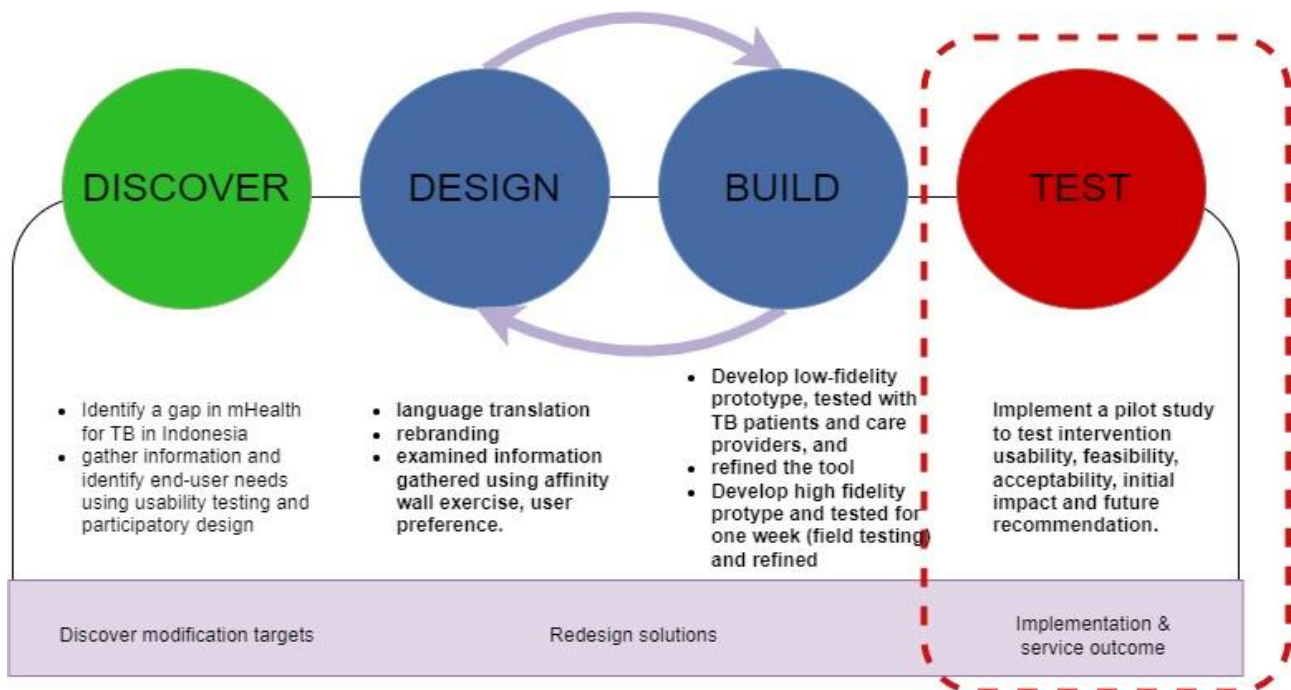 DISCOVER
DESIGN
BUILD
TEST
• Identify a gap in mHealth
for TB in Indonesia
• gather information and
identify end-user needs
using usability testing and
participatory design
• language translation
• rebranding
• examined information
gathered using affinity
wall exercise, user
preference.
• Develop low-fidelity
prototype, tested with
TB patients and care
providers, and
• refined the tool
• Develop high fidelity
protype and tested for
one week (field testing)
and refined
Implement a pilot study
to test intervention
usability, feasibility,
acceptability, initial
impact and future
recommendation.
Discover modification targets
Redesign solutions
Implementation &
service outcome